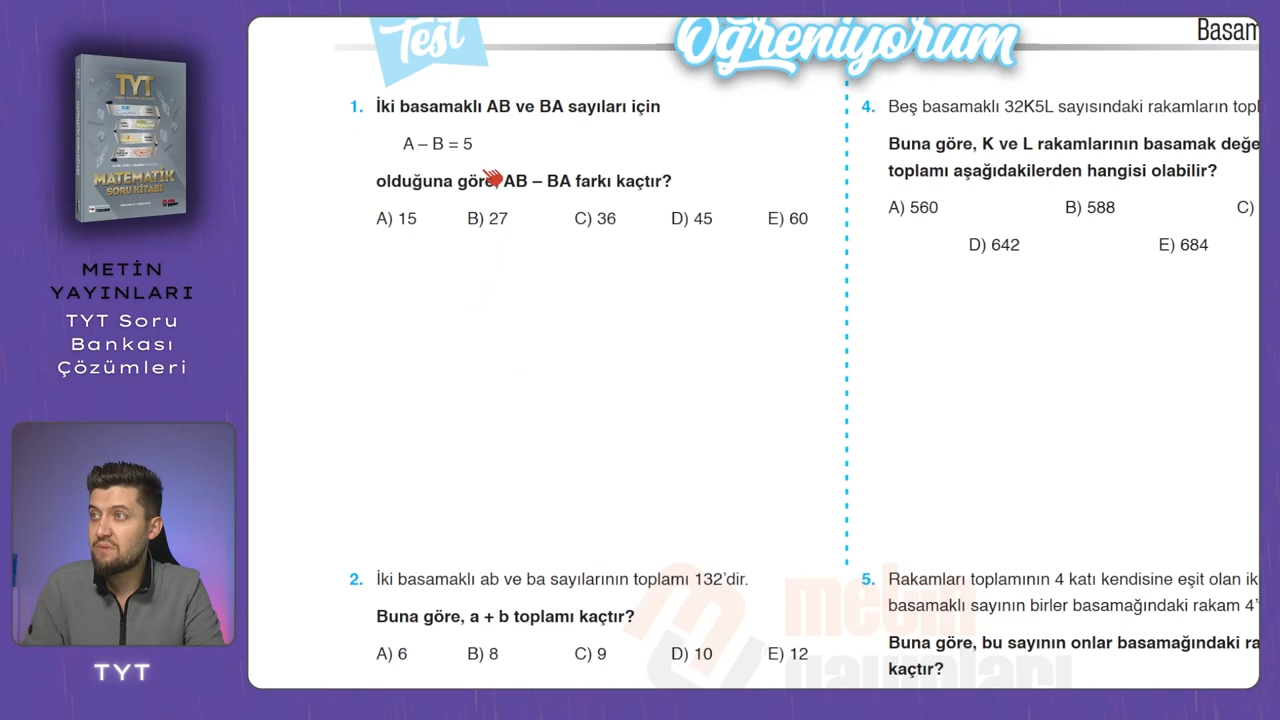 TYT
MATEMATİK
SORU KİTABI
METİN
YAYINLARI
TYT Soru
Bankası
Çözümleri
TYT
Test
Öğreniyorum
Basam
1. İki basamaklı AB ve BA sayıları için
A – B = 5
olduğuna göre, AB – BA farkı kaçtır?
A) 15 B) 27 C) 36 D) 45 E) 60
2. İki basamaklı ab ve ba sayılarının toplamı 132'dir.
Buna göre, a + b toplamı kaçtır?
A) 6 B) 8 C) 9 D) 10 E) 12
4. Beş basamaklı 32K5L sayısındaki rakamların topl
Buna göre, K ve L rakamlarının basamak değe
toplamı aşağıdakilerden hangisi olabilir?
A) 560 B) 588 C)
D) 642 E) 684
5. Rakamları toplamının 4 katı kendisine eşit olan ik
basamaklı sayının birler basamağındaki rakam 4'
Buna göre, bu sayının onlar basamağındaki ra
kaçtır?
metin
yayınları